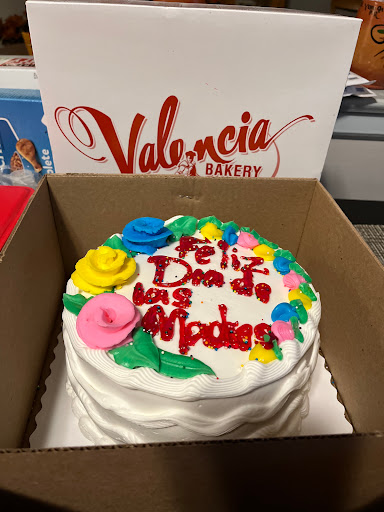 Valencia
BAKERY
Feliz
Dia de
las
Madres